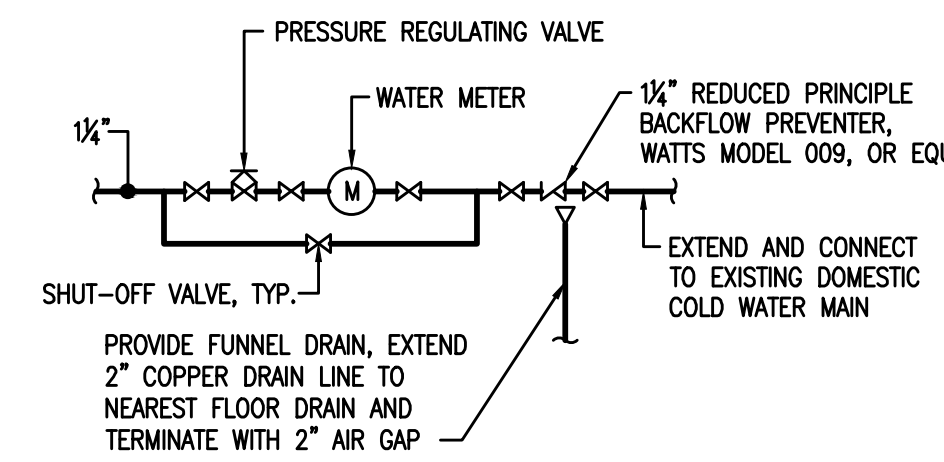 PRESSURE REGULATING VALVE
WATER METER
1¼"
1¼" REDUCED PRINCIPLE
BACKFLOW PREVENTER,
WATTS MODEL 009, OR
M
EXTEND AND CONNECT
TO EXISTING DOMESTIC
COLD WATER MAIN
SHUT-OFF VALVE, TYP.
PROVIDE FUNNEL DRAIN, EXTEND
2" COPPER DRAIN LINE TO
NEAREST FLOOR DRAIN AND
TERMINATE WITH 2" AIR GAP